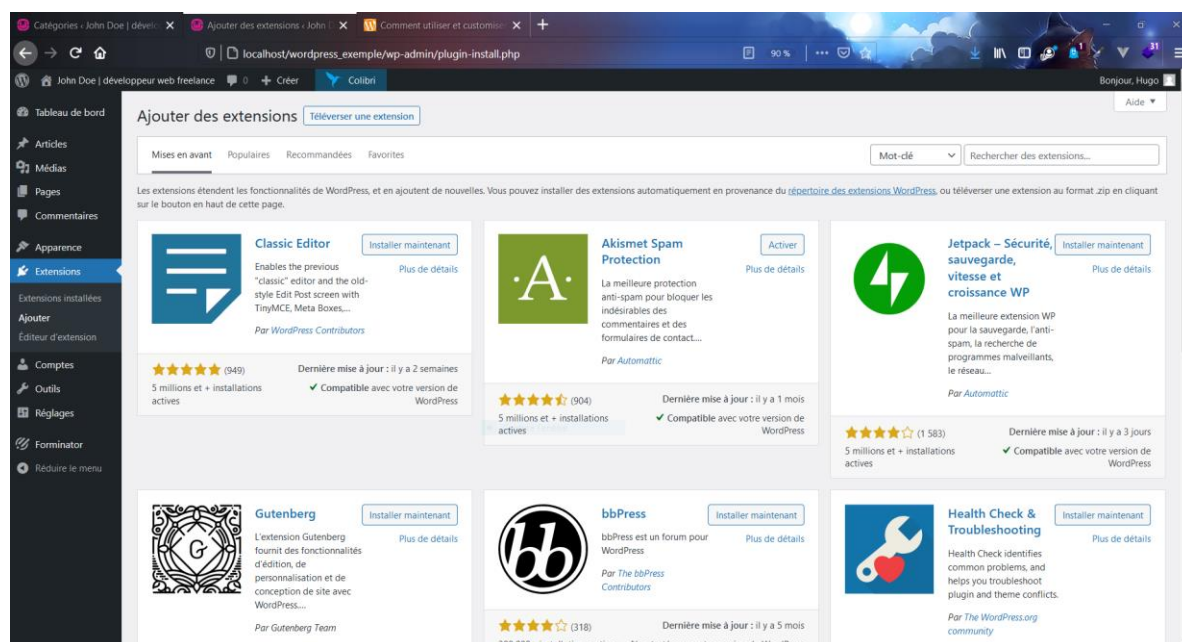 Catégories ‹ John Doe | dévelo
Ajouter des extensions ‹ John D
Comment utiliser et customise
localhost/wordpress_exemple/wp-admin/plugin-install.php
90 %
31
1
John Doe | développeur web freelance
0
Créer
Colibri
Bonjour, Hugo
Tableau de bord
Articles
Médias
Pages
Commentaires
Apparence
Extensions
Extensions installées
Ajouter
Éditeur d'extension
Comptes
Outils
Réglages
Forminator
Réduire le menu
Aide
Ajouter des extensions
Téléverser une extension
Mises en avant Populaires Recommandées Favorites
Mot-clé
Rechercher des extensions...
Les extensions étendent les fonctionnalités de WordPress, et en ajoutent de nouvelles. Vous pouvez installer des extensions automatiquement en provenance du répertoire des extensions WordPress, ou téléverser une extension au format .zip en cliquant
sur le bouton en haut de cette page.
Classic Editor
Installer maintenant
Plus de détails
Enables the previous
"classic" editor and the old-
style Edit Post screen with
TinyMCE, Meta Boxes,...
Par WordPress Contributors
(949)
5 millions et + installations
actives
Dernière mise à jour : il y a 2 semaines
Compatible avec votre version de
WordPress
·A·
Akismet Spam
Protection
Activer
Plus de détails
La meilleure protection
anti-spam pour bloquer les
indésirables des
commentaires et des
formulaires de contact....
Par Automattic
(904)
5 millions et + installations
actives
Dernière mise à jour : il y a 1 mois
Compatible avec votre version de
WordPress
Jetpack – Sécurité,
sauvegarde,
vitesse et
croissance WP
Installer maintenant
Plus de détails
La meilleure extension WP
pour la sauvegarde, l'anti-
spam, la recherche de
programmes malveillants,
le réseau...
Par Automattic
(1 583)
5 millions et + installations
actives
Dernière mise à jour : il y a 3 jours
Compatible avec votre version de
WordPress
G
Gutenberg
Installer maintenant
Plus de détails
L'extension Gutenberg
fournit des fonctionnalités
d'édition, de
personnalisation et de
conception de site avec
WordPress....
Par Gutenberg Team
bb
bbPress
Installer maintenant
Plus de détails
bbPress est un forum pour
WordPress
Par The bbPress
Contributors
(318)
Dernière mise à jour : il y a 5 mois
Health Check &
Troubleshooting
Installer maintenant
Plus de détails
Health Check identifies
common problems, and
helps you troubleshoot
plugin and theme conflicts.
Par The WordPress.org
community